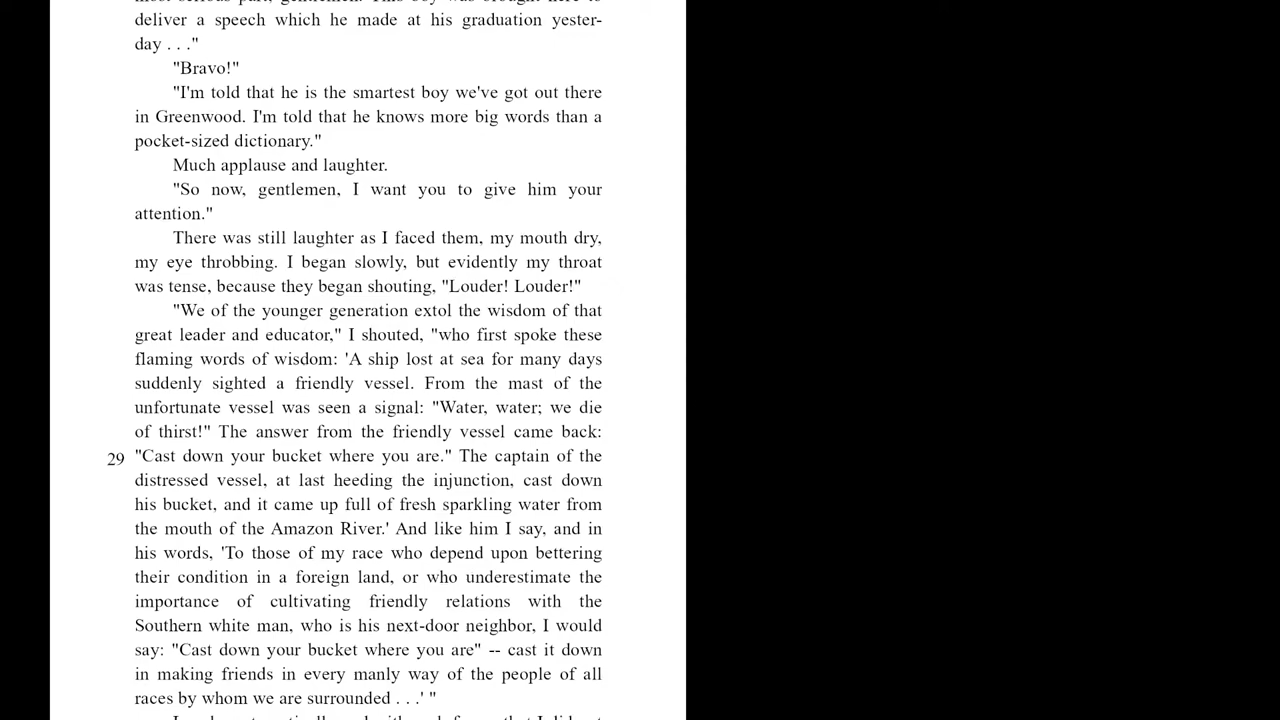 most serious part, gentlemen. This boy was brought here to
deliver a speech which he made at his graduation yester-
day . . ."
"Bravo!"
"I'm told that he is the smartest boy we've got out there
in Greenwood. I'm told that he knows more big words than a
pocket-sized dictionary."
Much applause and laughter.
"So now, gentlemen, I want you to give him your
attention."
There was still laughter as I faced them, my mouth dry,
my eye throbbing. I began slowly, but evidently my throat
was tense, because they began shouting, "Louder! Louder!"
"We of the younger generation extol the wisdom of that
great leader and educator," I shouted, "who first spoke these
flaming words of wisdom: 'A ship lost at sea for many days
suddenly sighted a friendly vessel. From the mast of the
unfortunate vessel was seen a signal: "Water, water; we die
of thirst!" The answer from the friendly vessel came back:
29 "Cast down your bucket where you are." The captain of the
distressed vessel, at last heeding the injunction, cast down
his bucket, and it came up full of fresh sparkling water from
the mouth of the Amazon River.' And like him I say, and in
his words, 'To those of my race who depend upon bettering
their condition in a foreign land, or who underestimate the
importance of cultivating friendly relations with the
Southern white man, who is his next-door neighbor, I would
say: "Cast down your bucket where you are" -- cast it down
in making friends in every manly way of the people of all
races by whom we are surrounded . . .' "